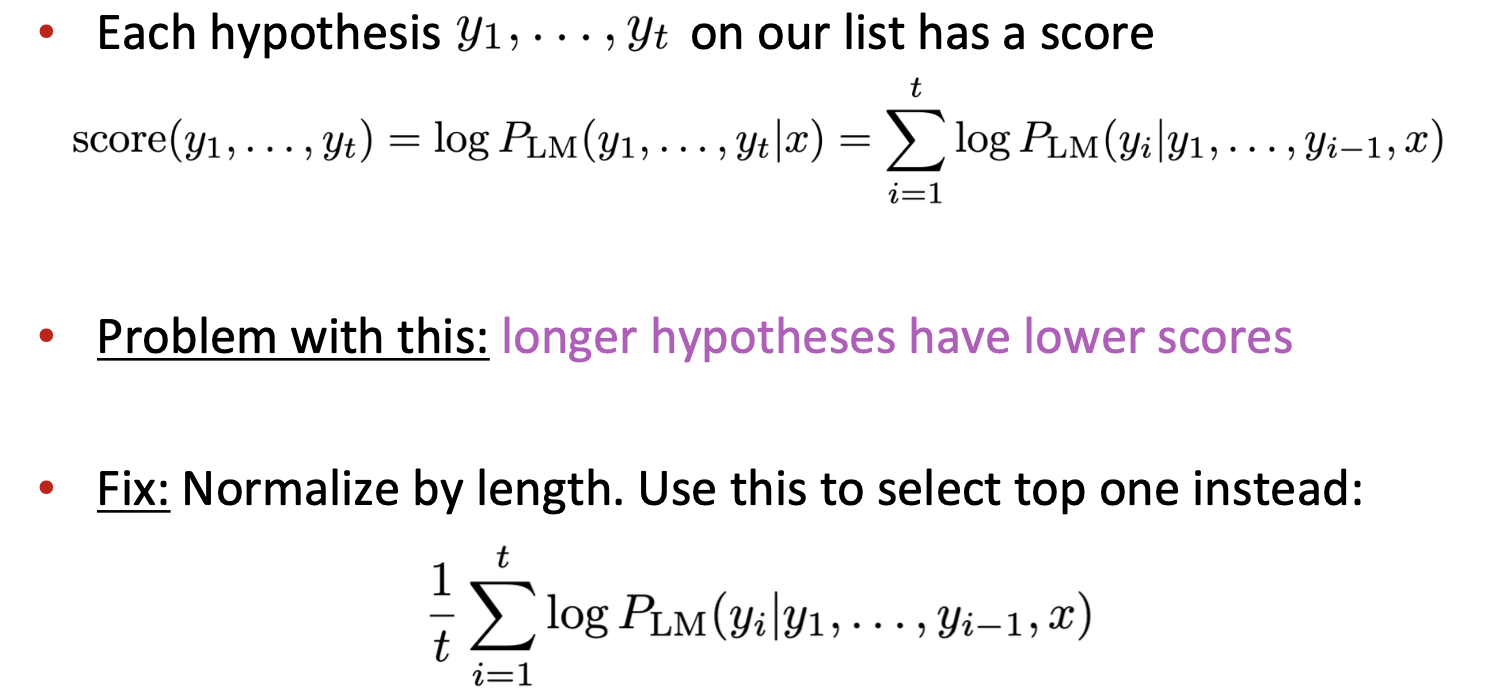 • Each hypothesis $y_1, \ldots, y_t$ on our list has a score
$\text{score}(y_1, \ldots, y_t) = \log P_{\text{LM}}(y_1, \ldots, y_t | x) = \sum_{i=1}^{t} \log P_{\text{LM}}(y_i | y_1, \ldots, y_{i-1}, x)$
• Problem with this: longer hypotheses have lower scores
• Fix: Normalize by length. Use this to select top one instead:
$\frac{1}{t} \sum_{i=1}^{t} \log P_{\text{LM}}(y_i | y_1, \ldots, y_{i-1}, x)$